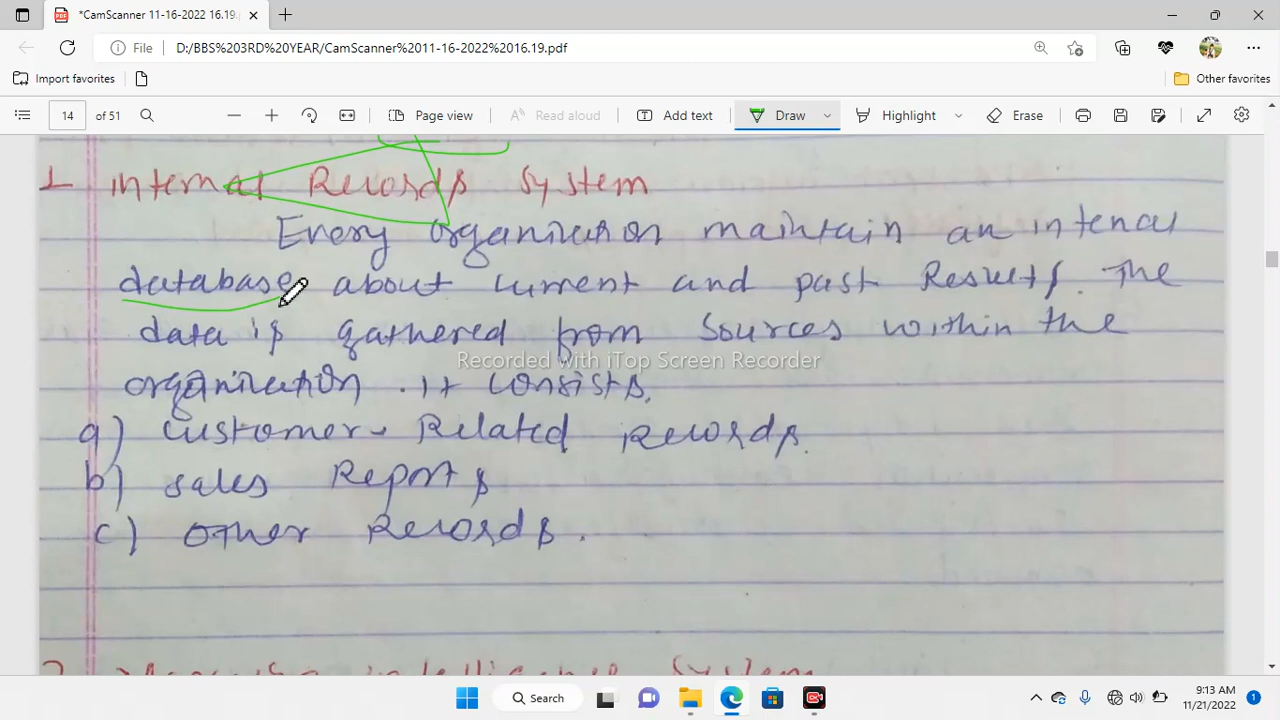 *CamScanner 11-16-2022 16.19.p
File D:/BBS%203RD%20YEAR/CamScanner%2011-16-2022%2016.19.pdf
Import favorites Other favorites
14 of 51 Page view Read aloud Add text Draw Highlight Erase
1 Internal Records System
Every organization maintain an internal
database about current and past Results. The
data is gathered from sources within the
Recorded with iTop Screen Recorder
organization. It consists.
a) Customer-Related Records.
b) Sales Reports
c) Other Records.
intelligence System
Search
9:13 AM
11/21/2022
1